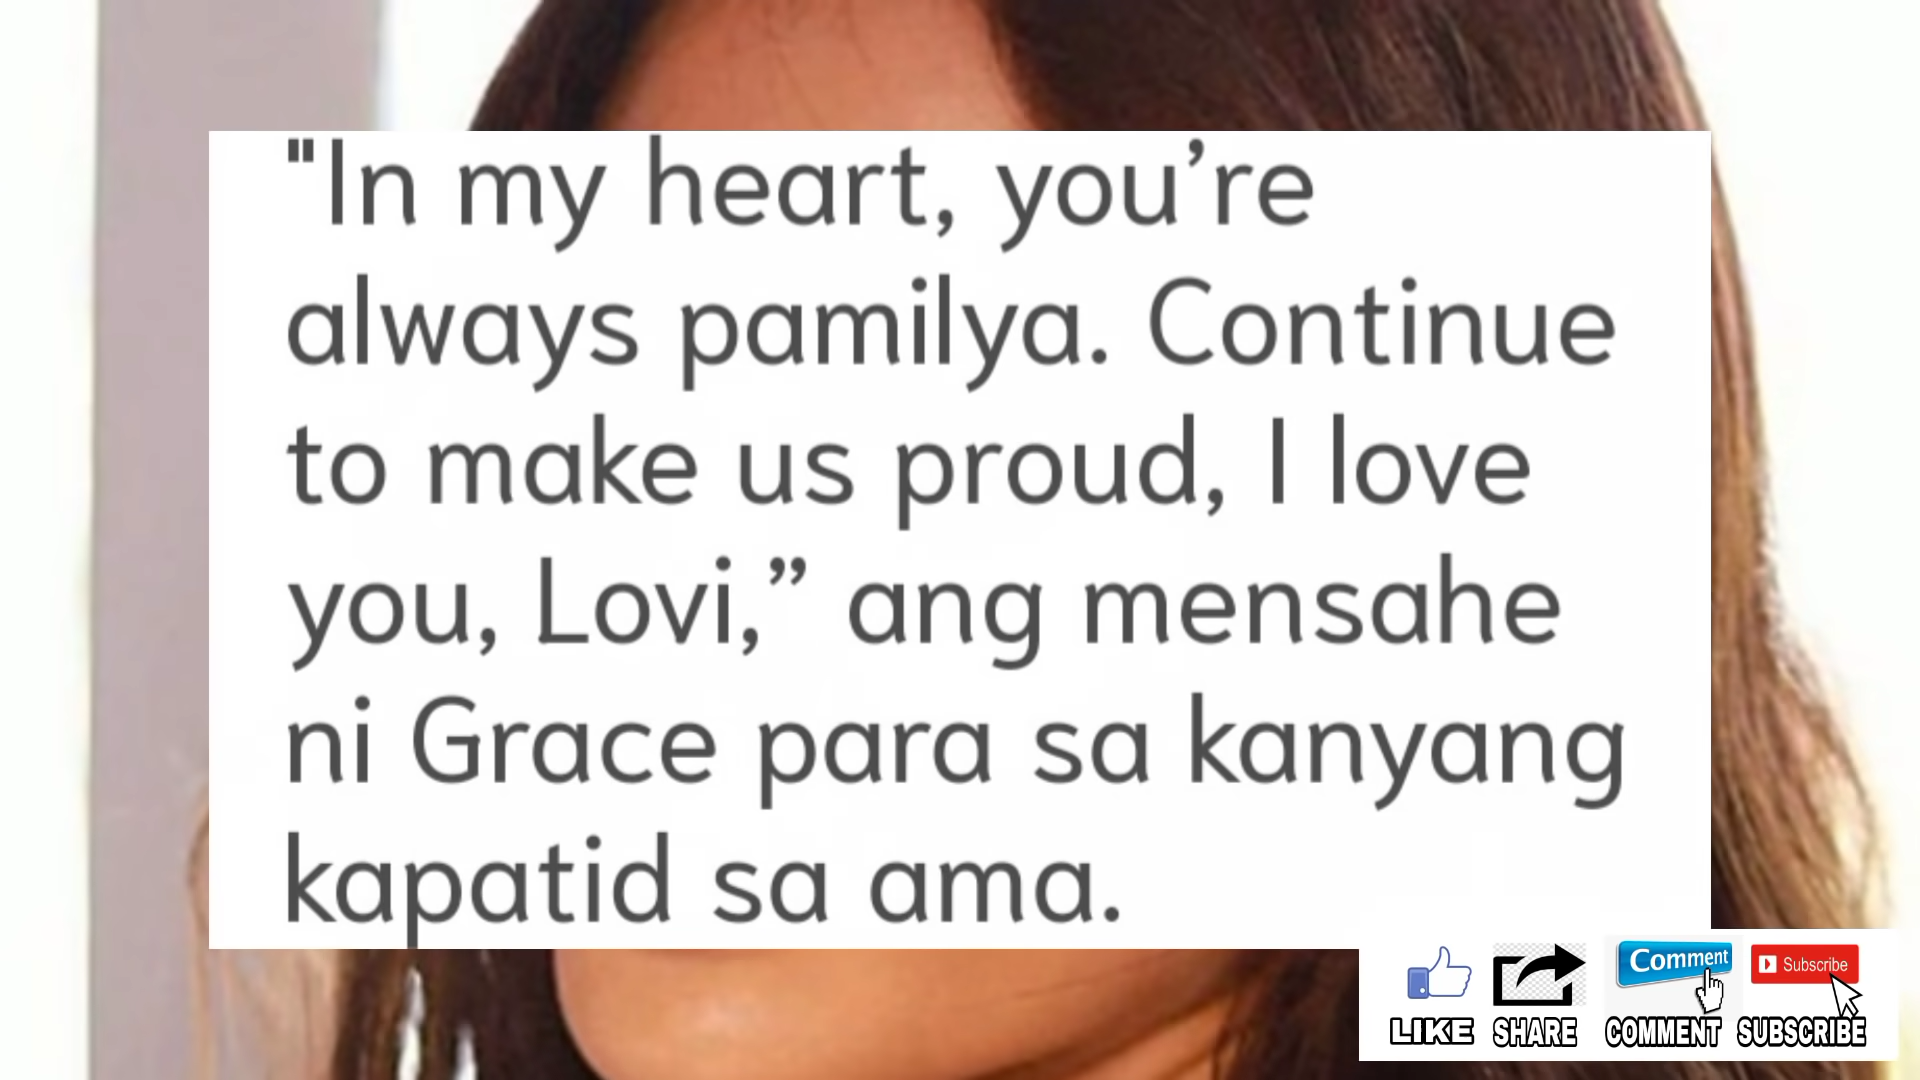 "In my heart, you’re
always pamilya. Continue
to make us proud, I love
you, Lovi,” ang mensahe
ni Grace para sa kanyang
kapatid sa ama.
Comment
Subscribe
LIKE SHARE COMMENT SUBSCRIBE